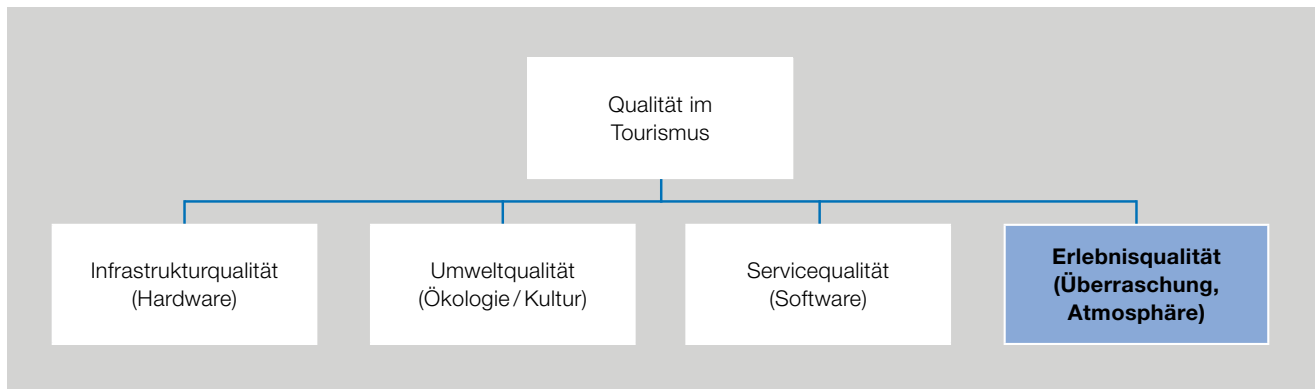 Qualität im
Tourismus
Infrastrukturqualität
(Hardware)
Umweltqualität
(Ökologie / Kultur)
Servicequalität
(Software)
Erlebnisqualität
(Überraschung,
Atmosphäre)